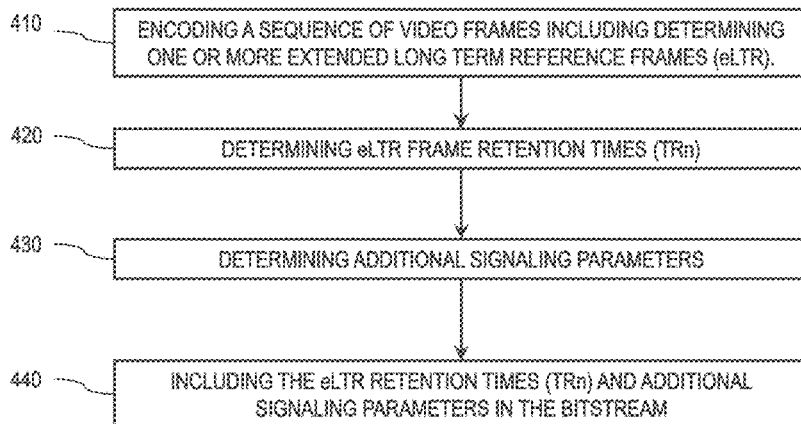 410
ENCODING A SEQUENCE OF VIDEO FRAMES INCLUDING DETERMINING
ONE OR MORE EXTENDED LONG TERM REFERENCE FRAMES (eLTR).
420
DETERMINING eLTR FRAME RETENTION TIMES (TRn)
430
DETERMINING ADDITIONAL SIGNALING PARAMETERS
440
INCLUDING THE eLTR RETENTION TIMES (TRn) AND ADDITIONAL
SIGNALING PARAMETERS IN THE BITSTREAM